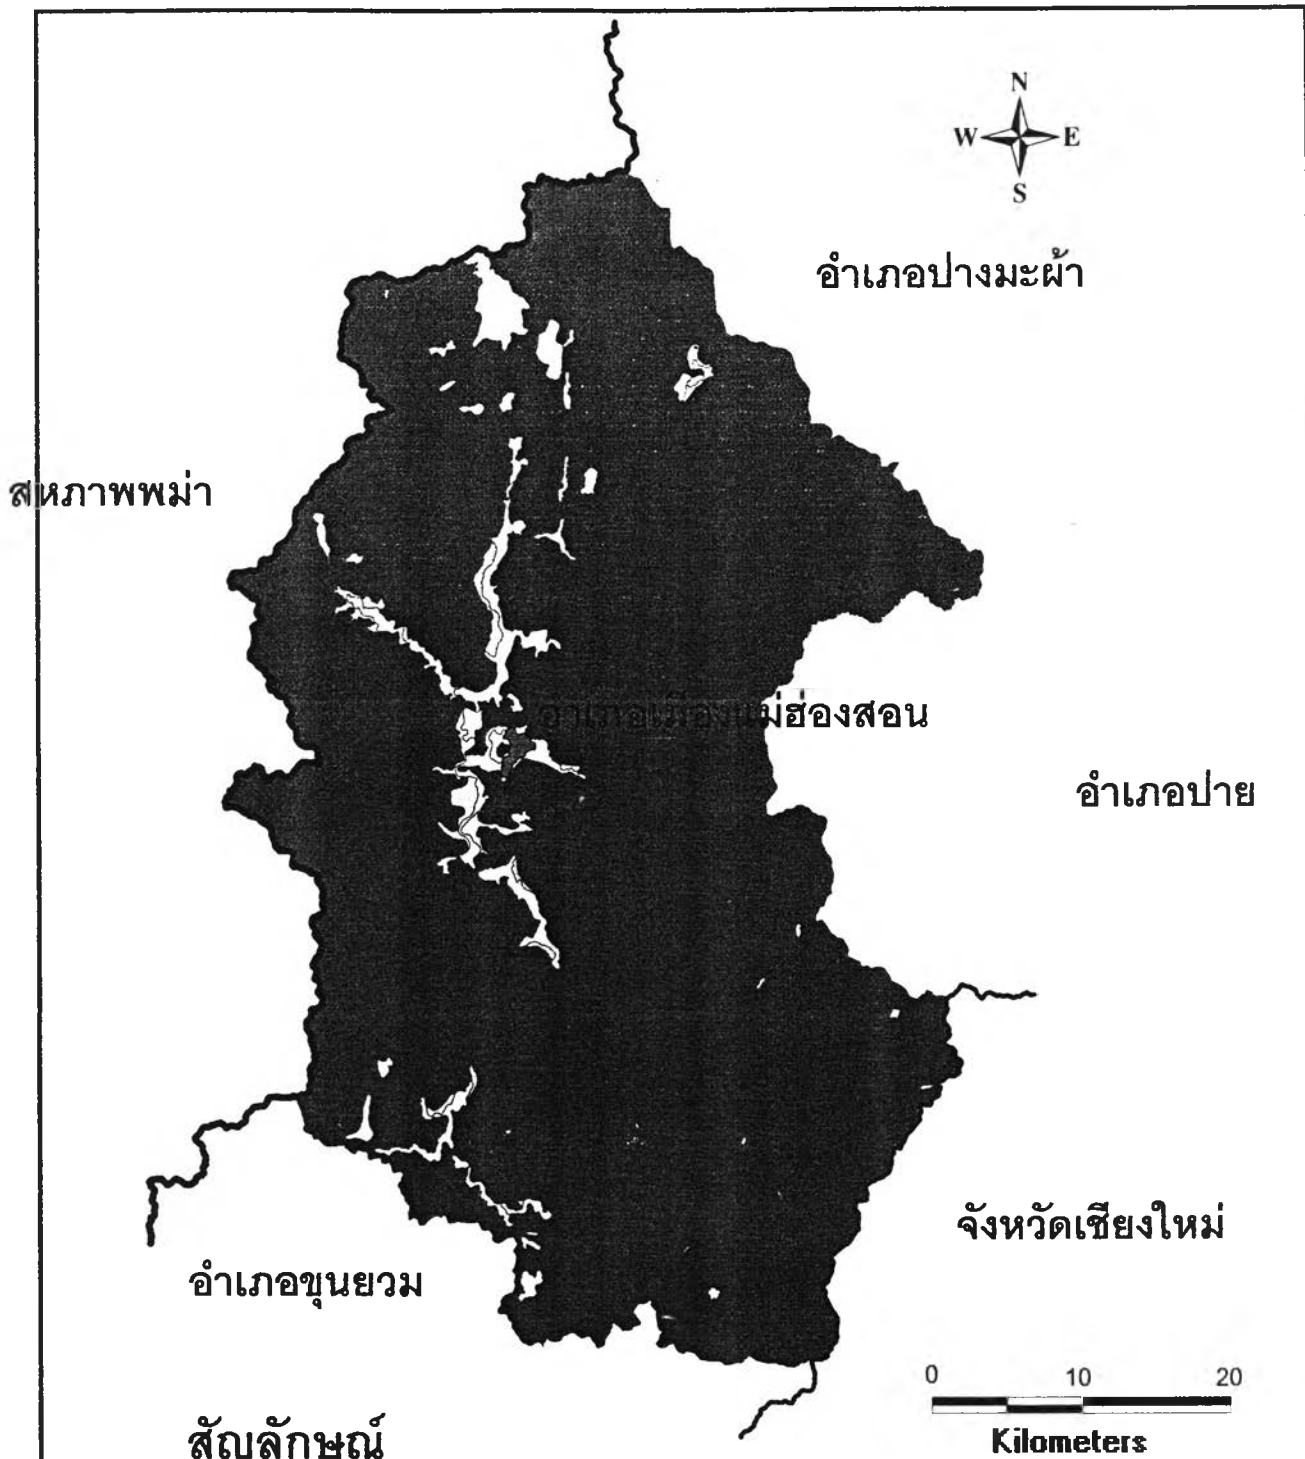 N
W E
S
อำเภอปางมะผ้า
สหภาพพม่า
อำเภอเมืองแม่ฮ่องสอน
อำเภอปาย
จังหวัดเชียงใหม่
อำเภอขุนยวม
0 10 20
Kilometers
สัญลักษณ์